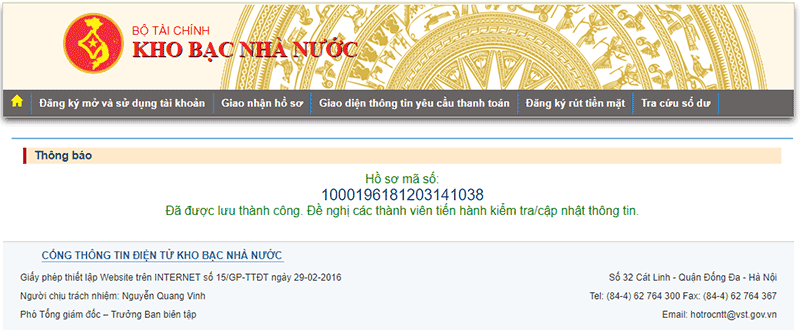 BỘ TÀI CHÍNH
KHO BẠC NHÀ NƯỚC
Đăng ký mở và sử dụng tài khoản Giao nhận hồ sơ Giao diện thông tin yêu cầu thanh toán Đăng ký rút tiền mặt Tra cứu số dư
Thông báo
Hồ sơ mã số:
1000196181203141038
Đã được lưu thành công. Đề nghị các thành viên tiến hành kiểm tra/cập nhật thông tin.
CỔNG THÔNG TIN ĐIỆN TỬ KHO BẠC NHÀ NƯỚC
Giấy phép thiết lập Website trên INTERNET số 15/GP-TTĐT ngày 29-02-2016
Số 32 Cát Linh - Quận Đống Đa - Hà Nội
Người chịu trách nhiệm: Nguyễn Quang Vinh
Tel: (84-4) 62 764 300 Fax: (84-4) 62 764 367
Phó Tổng giám đốc – Trưởng Ban biên tập
Email: hotrocntt@vst.gov.vn